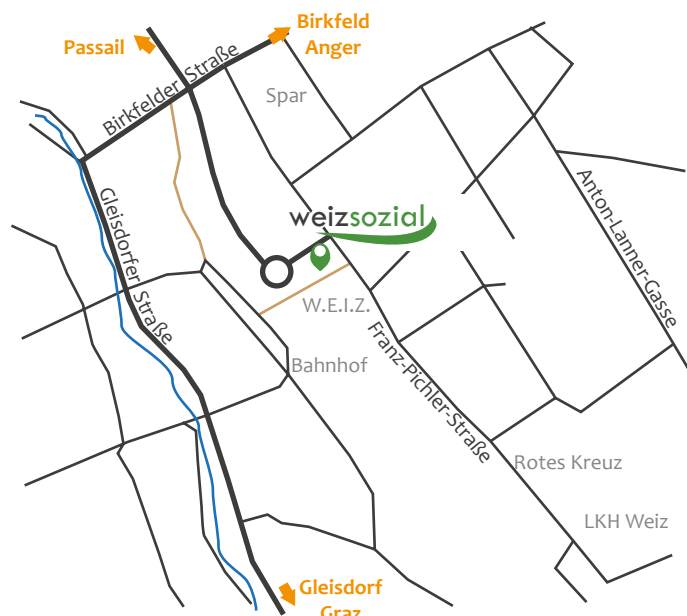 Birkfeld
Anger
Passail
Birkfelder Straße
Spar
Gleisdorfer Straße
weizsozial
Anton-Lanner-Gasse
W.E.I.Z.
Bahnhof
Franz-Pichler-Straße
Rotes Kreuz
LKH Weiz
Gleisdorf
Graz